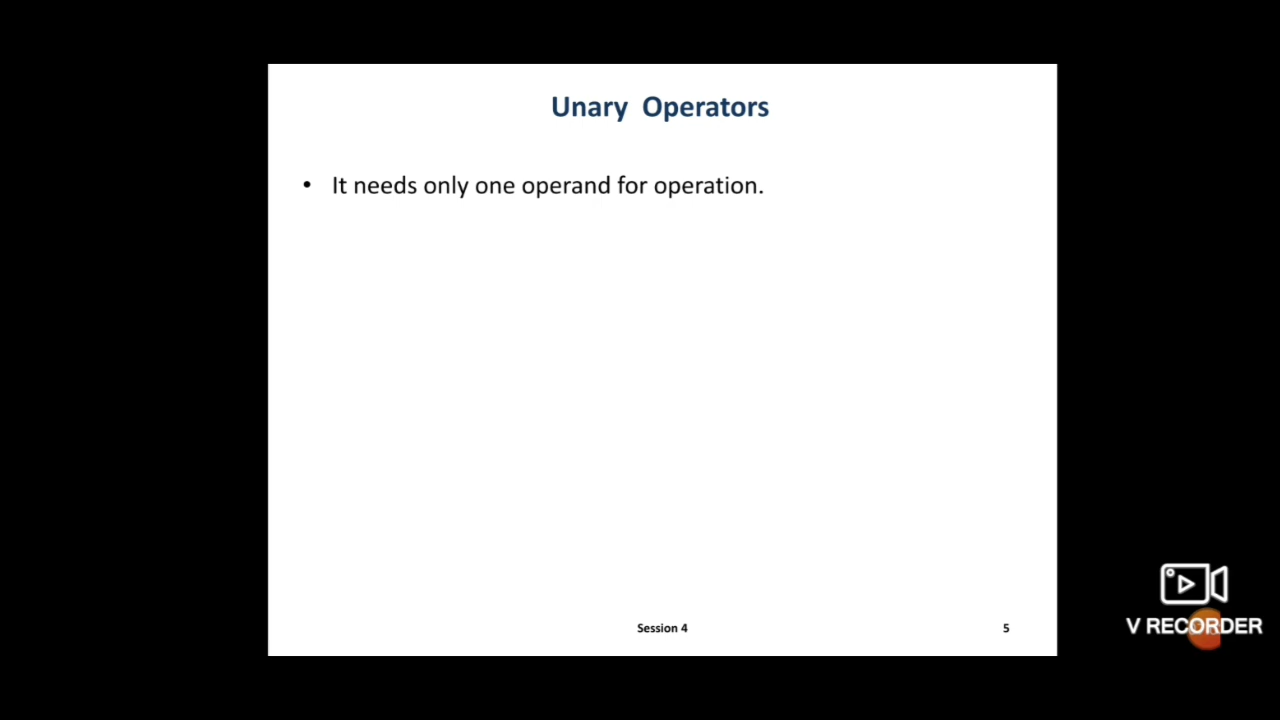 Unary Operators
• It needs only one operand for operation.
Session 4
5
V RECORDER